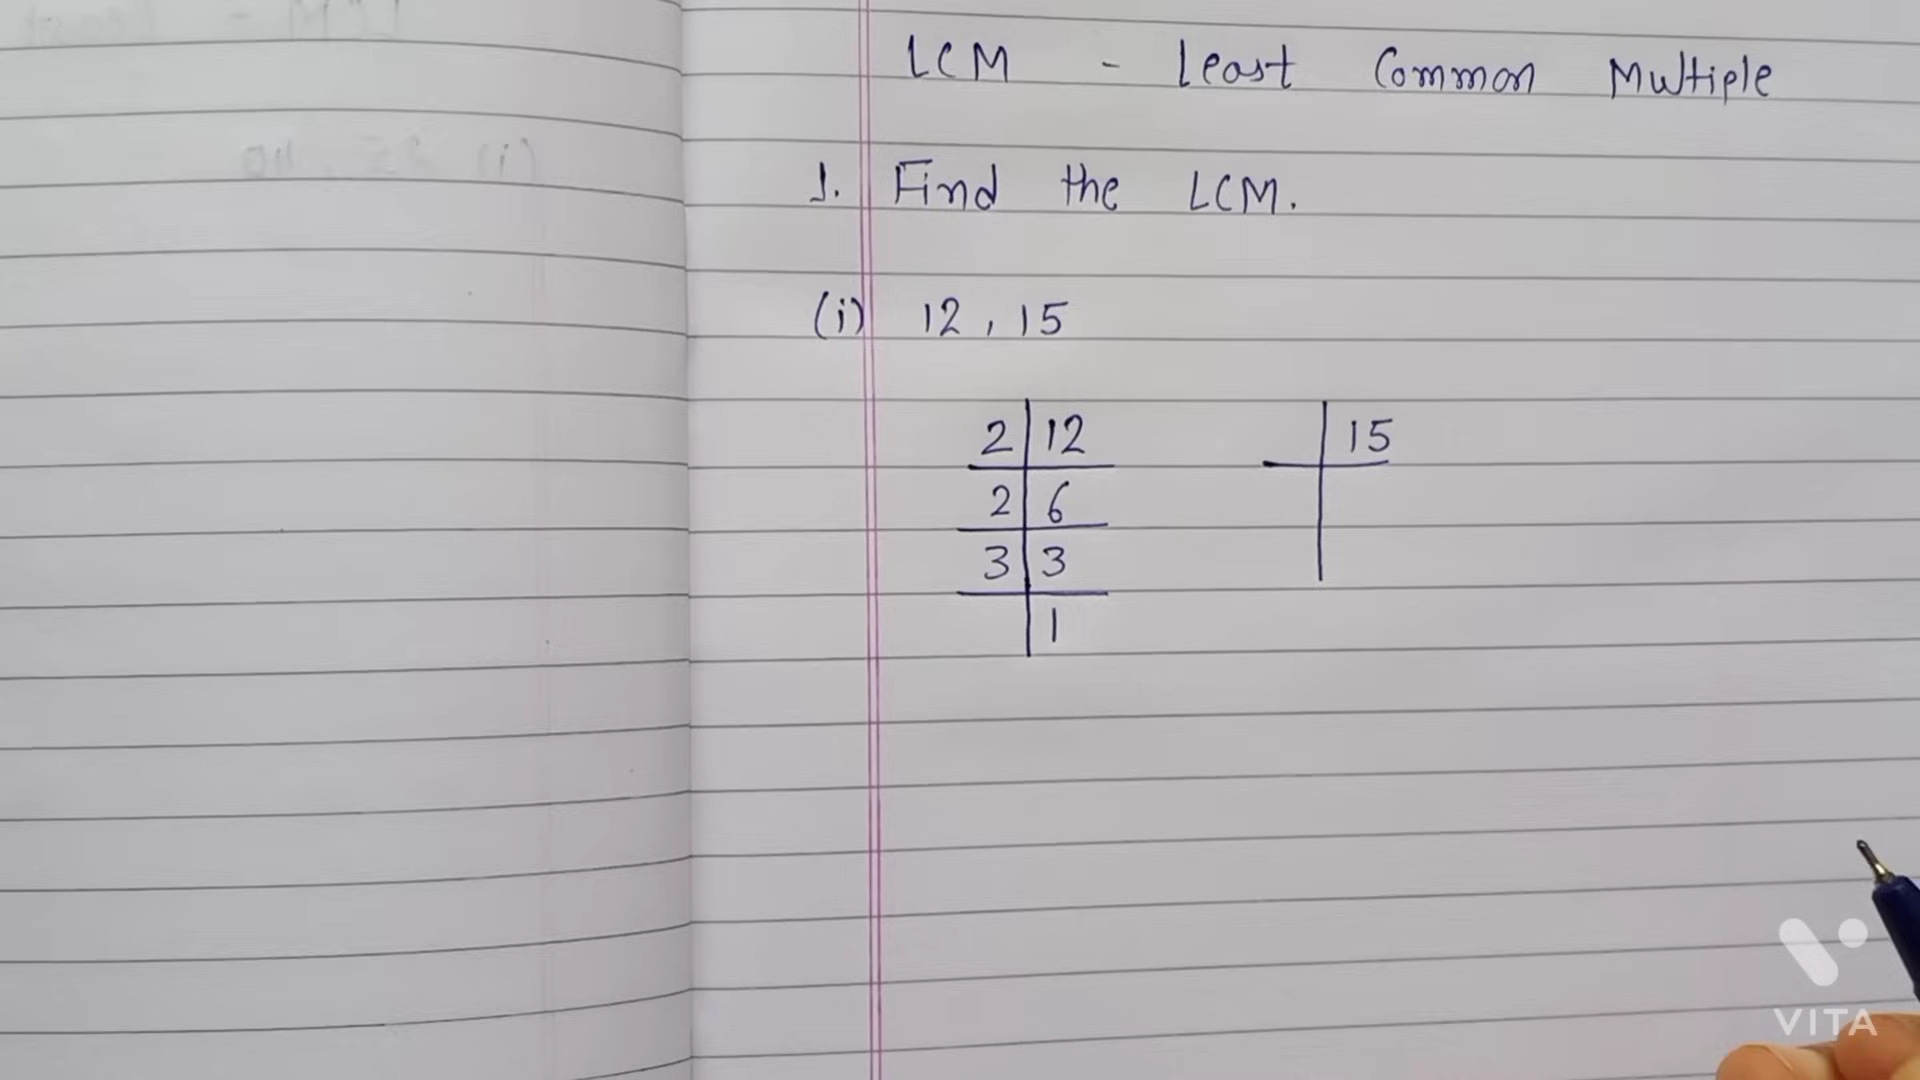 LCM - Least Common Multiple
1. Find the LCM.
(i) 12, 15
2 12 15
2 6
3 3
1
VITA